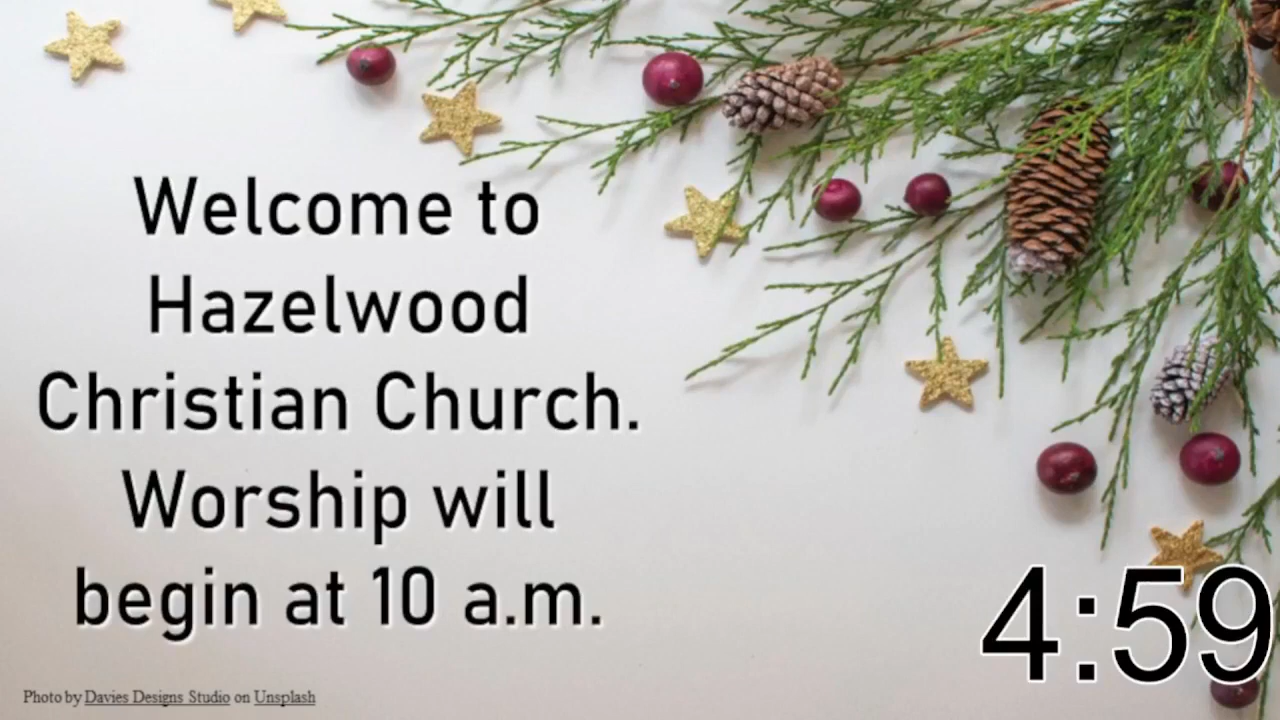 Welcome to
Hazelwood
Christian Church.
Worship will
begin at 10 a.m.
4:59
Photo by Davies Designs Studio on Unsplash